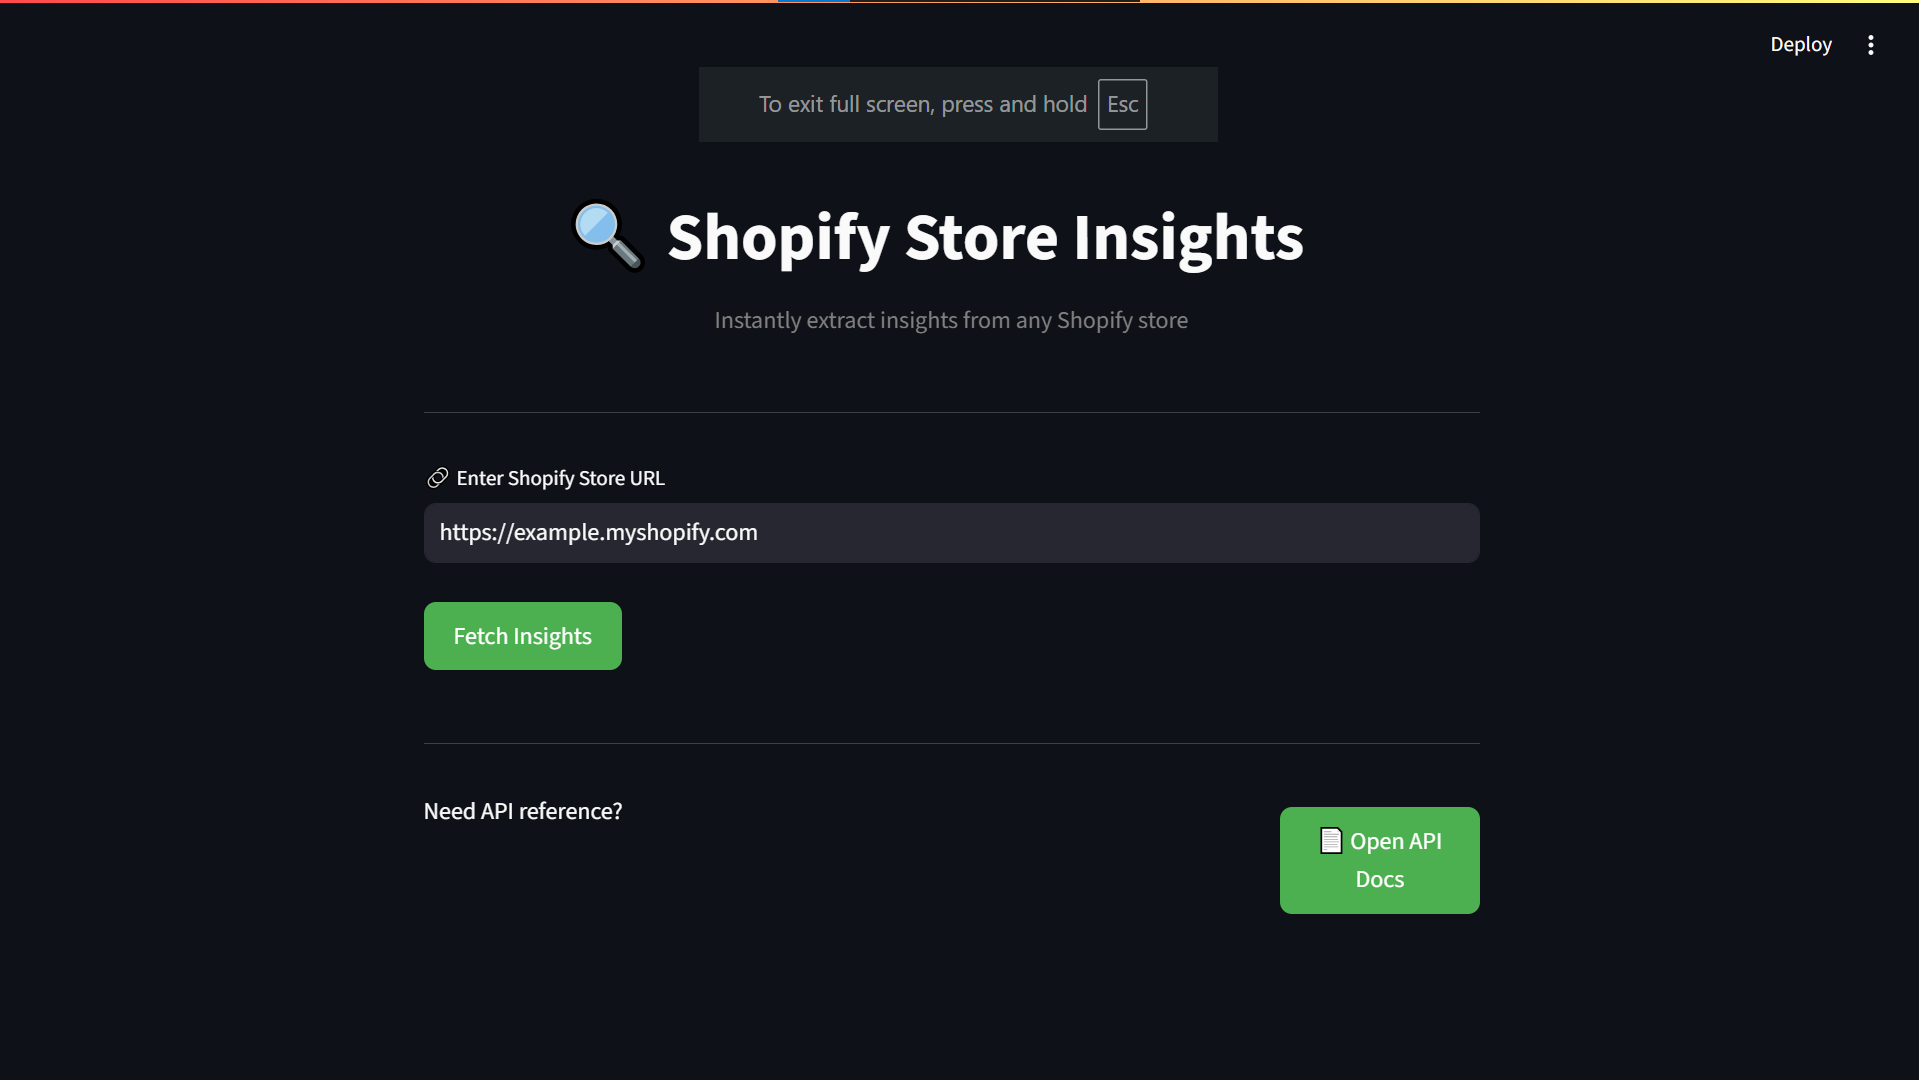 Deploy
To exit full screen, press and hold Esc
Shopify Store Insights
Instantly extract insights from any Shopify store
Enter Shopify Store URL
https://example.myshopify.com
Fetch Insights
Need API reference?
Open API
Docs